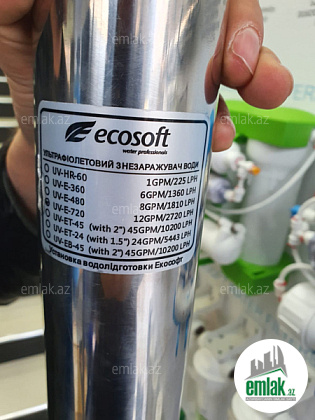 emlak.az
emlak.az
ecosoft
water professionals
УЛЬТРАФІОЛЕТОВИЙ ЗНЕЗАРАЖУВАЧ ВОДИ
UV-HR-60 1GPM/225 LPH
UV-E-360 6GPM/1360 LPH
UV-E-480 8GPM/1810 LPH
UV-E-720 12GPM/2720 LPH
UV-ET-45 (with 2") 45GPM/10200 LPH
UV-ET-24 (with 1.5") 24GPM/5443 LPH
UV-EB-45 (with 2") 45GPM/10200 LPH
Установка водопідготовки Екософт
emlak.az
emlak.az
emlak.az
emlak.az